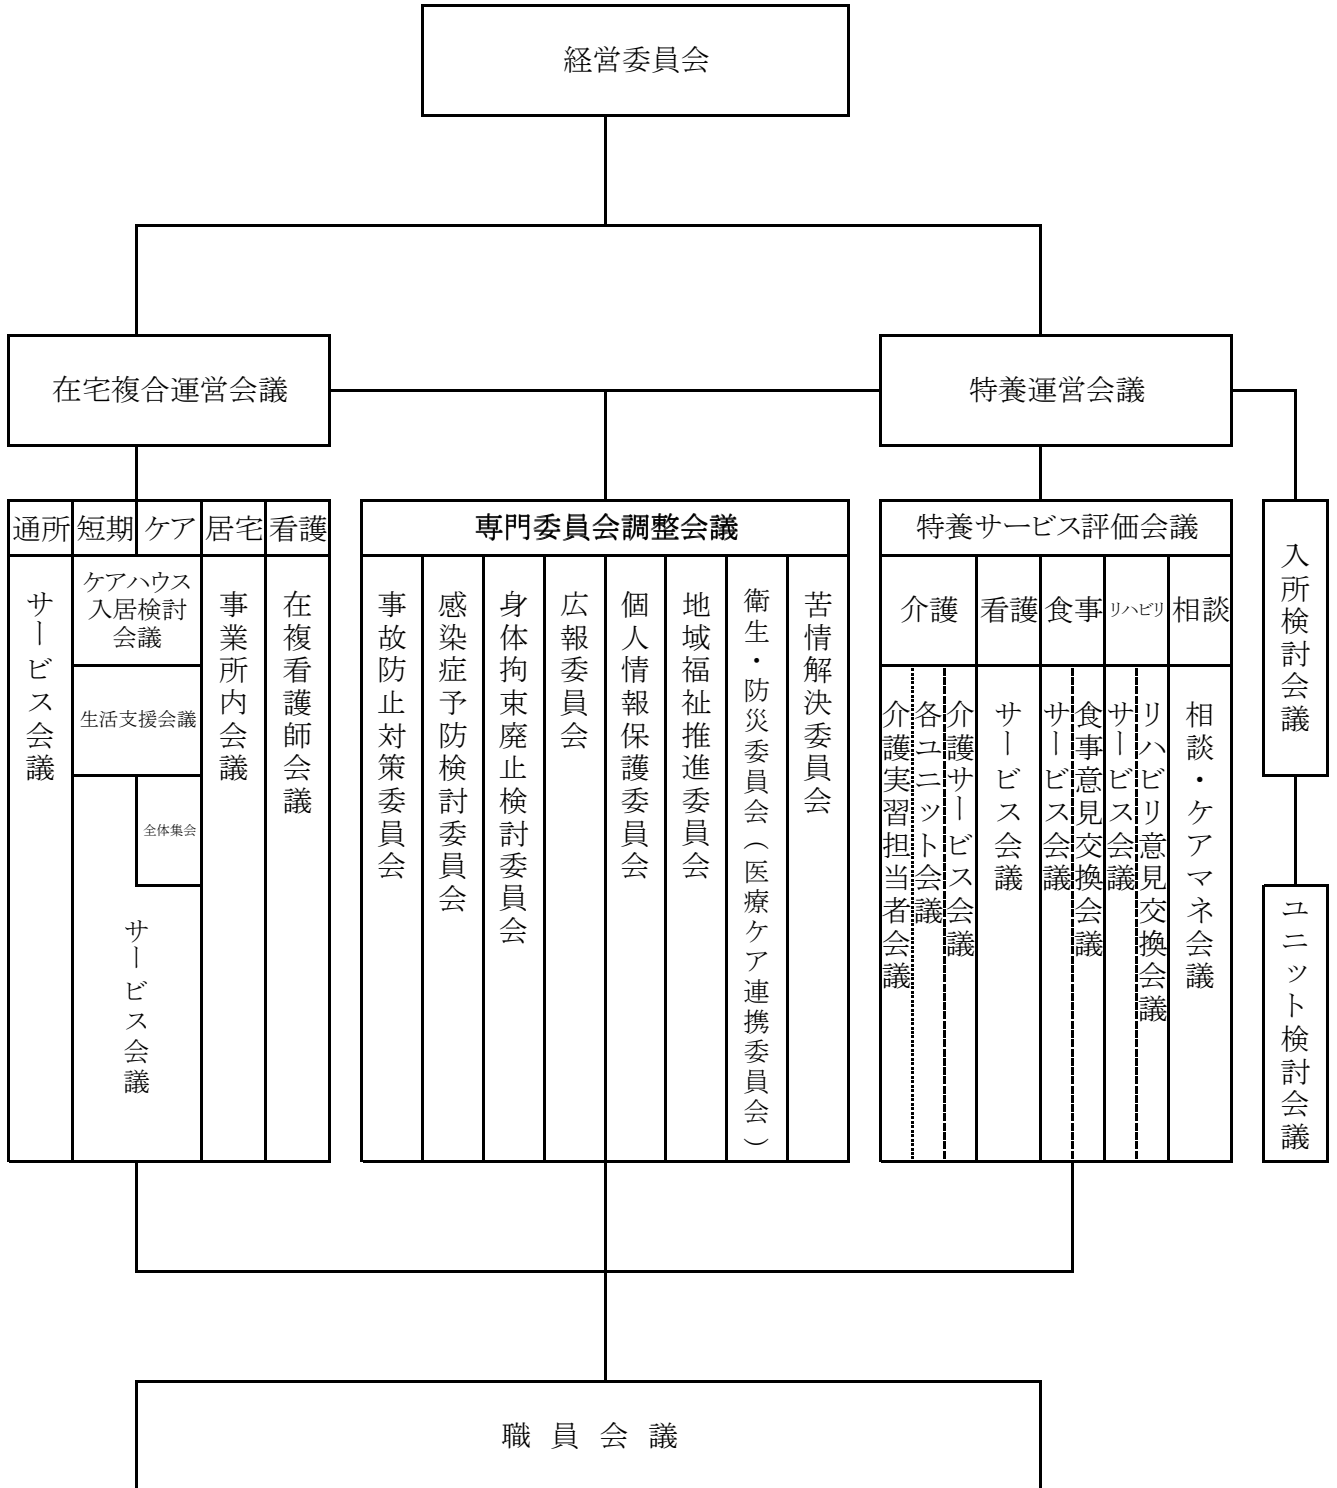 経営委員会
在宅複合運営会議
特養運営会議
通所
短期
ケア
居宅
看護
サービス会議
ケアハウス
入居検討
会議
生活支援会議
全体集会
サービス会議
事業所内会議
在複看護師会議
専門委員会調整会議
事故防止対策委員会
感染症予防検討委員会
身体拘束廃止検討委員会
広報委員会
個人情報保護委員会
地域福祉推進委員会
衛生・防災委員会（医療ケア連携委員会）
苦情解決委員会
特養サービス評価会議
介護
看護
食事
リハビリ
相談
介護実習担当者会議
各ユニット会議
介護サービス会議
サービス会議
サービス会議
食事意見交換会議
サービス会議
リハビリ意見交換会議
相談・ケアマネ会議
入所検討会議
ユニット検討会議
職員会議